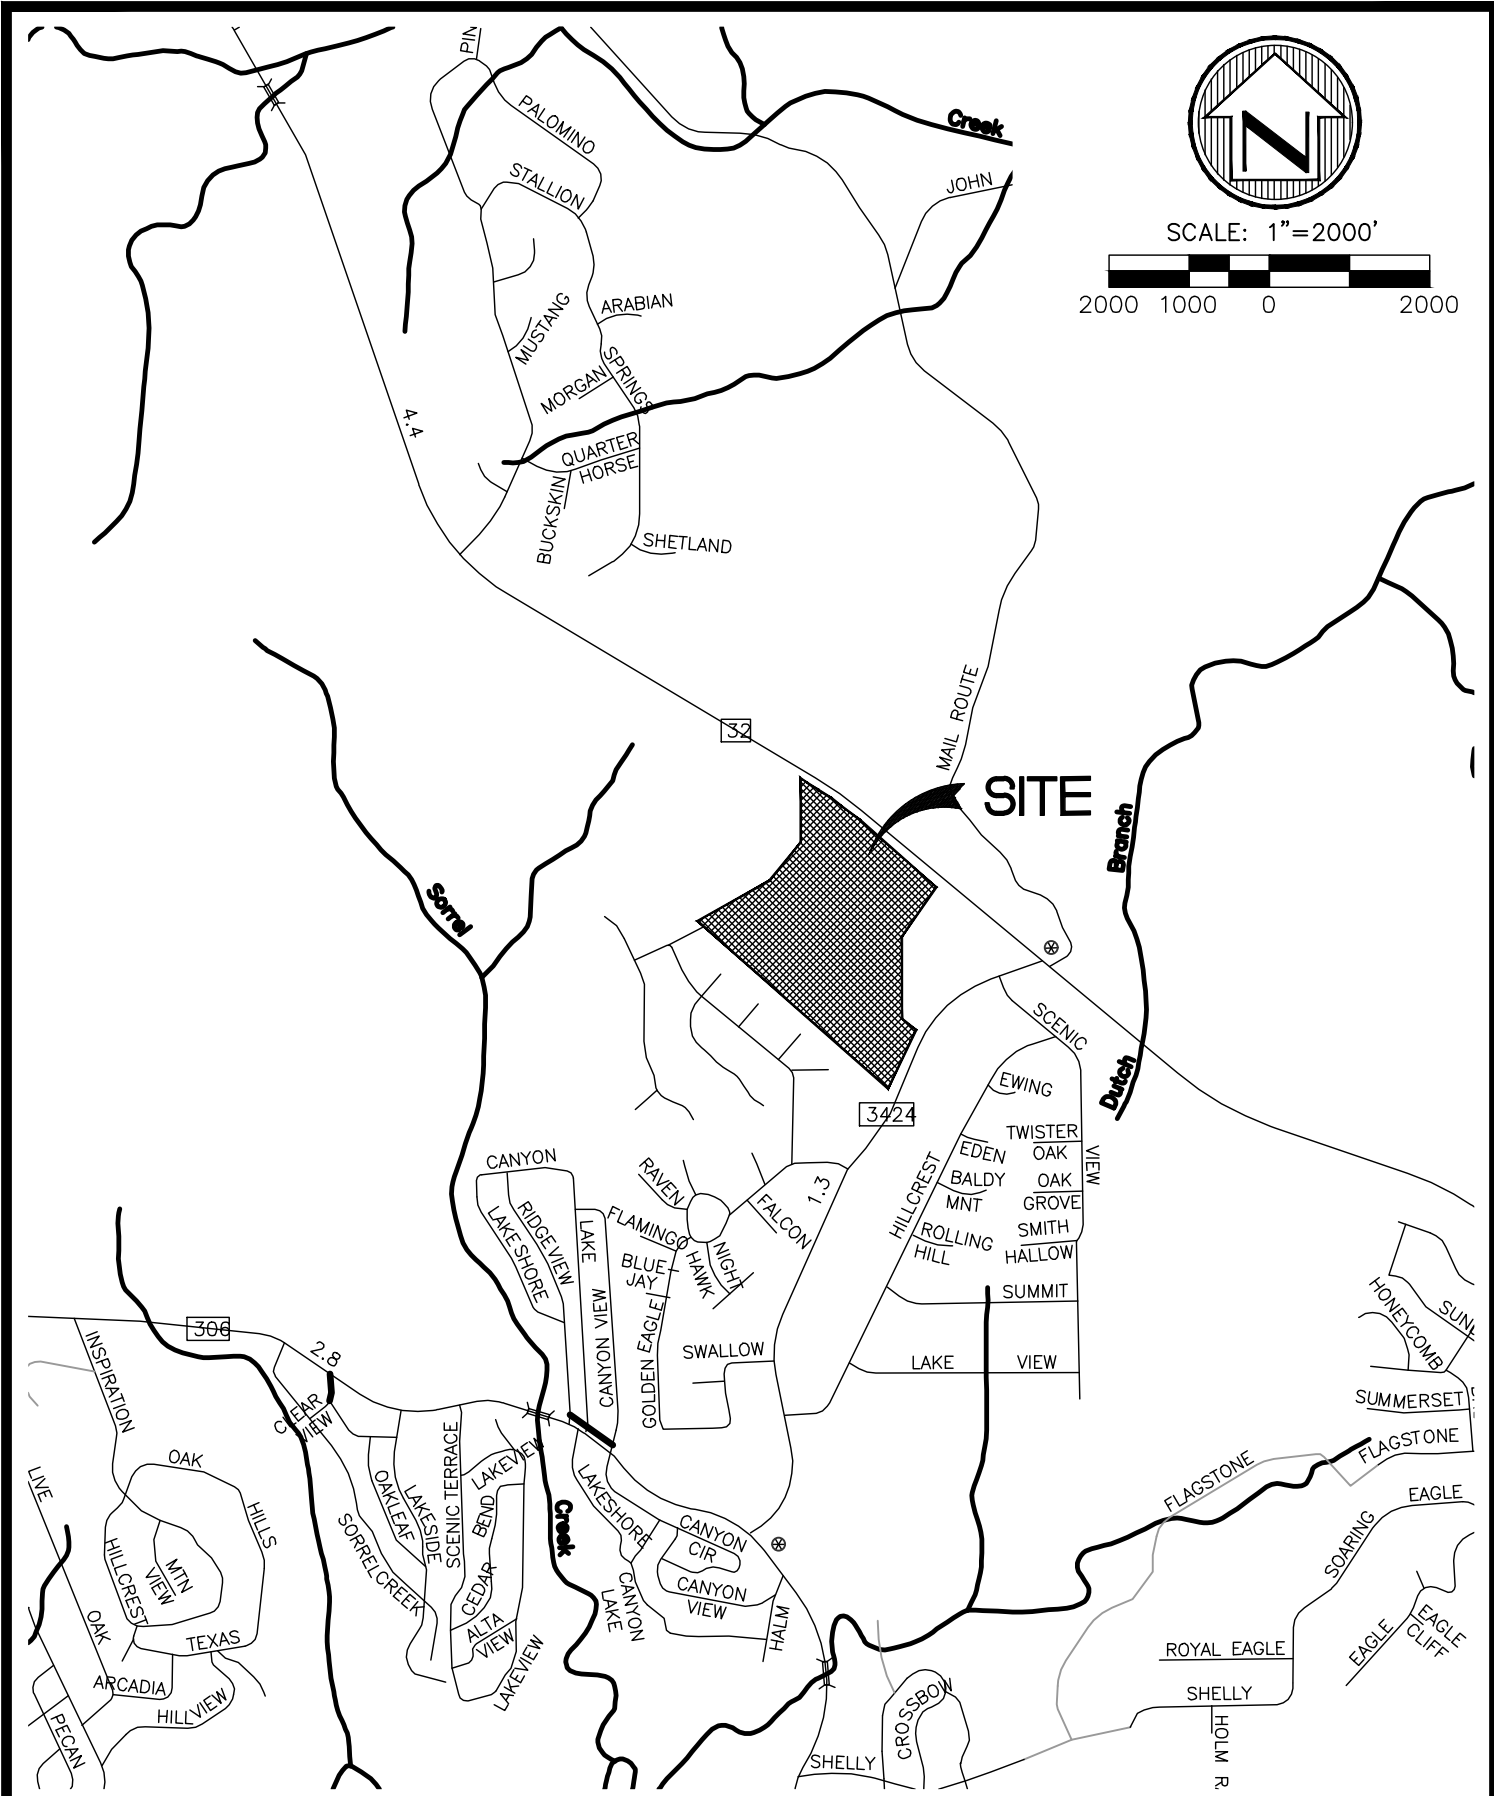 PIN
PALOMINO
Creek
STALLION
JOHN
N
SCALE: 1"=2000'
2000 1000 0 2000
ARABIAN
MUSTANG
SPRINGS
MORGAN
4.4
QUARTER
HORSE
BUCKSKIN
SHETLAND
MAIL ROUTE
32
SITE
Branch
Sorrel
SCENIC
Dutch
EWING
3424
TWISTER
OAK
EDEN
VIEW
BALDY
MNT
OAK
GROVE
HILLCREST
ROLLING
HILL
SMITH
HALLOW
SUMMIT
LAKE VIEW
CANYON
RAVEN
1.3
FALCON
LAKE SHORE
RIDGEVIEW
LAKE
FLAMINGO
BLUE
JAY
NIGHT
HAWK
CANYON VIEW
GOLDEN EAGLE
SWALLOW
306
2.8
INSPIRATION
CLEAR
VIEW
HONEYCOMB
SUN
SUMMERSET
FLAGSTONE
FLAGSTONE
EAGLE
SOARING
OAK
HILLS
LIVE
OAK
HILLCREST
MTN
VIEW
TEXAS
ARCADIA
HILLVIEW
PECAN
OAKLEAF
LAKESIDE
SCENIC TERRACE
LAKEVIEW
BEND
CEDAR
SORRELCREEK
ALTA
VIEW
LAKEVIEW
Creek
LAKESHORE
CANYON
CIR
CANYON
VIEW
CANYON
LAKE
HALM
EAGLE
EAGLE
CLIFF
ROYAL EAGLE
SHELLY
CROSSBOW
HOLM R
SHELLY